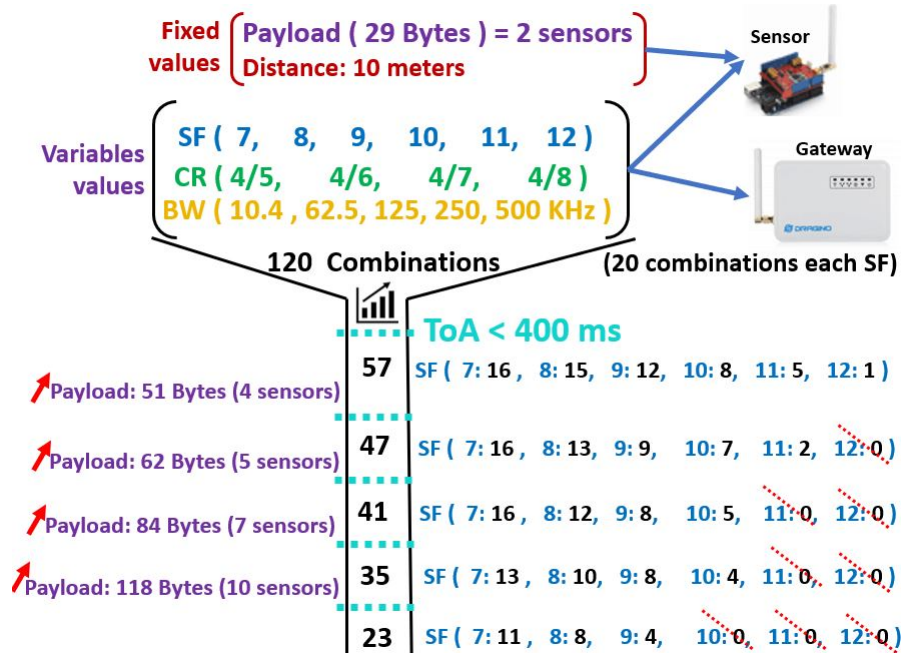 Fixed values
Payload ( 29 Bytes ) = 2 sensors
Distance: 10 meters
Sensor
Variables values
SF ( 7, 8, 9, 10, 11, 12 )
CR ( 4/5, 4/6, 4/7, 4/8 )
BW ( 10.4 , 62.5, 125, 250, 500 KHz )
Gateway
DRAGINO
120 Combinations
(20 combinations each SF)
ToA < 400 ms
57
SF ( 7: 16 , 8: 15, 9: 12, 10: 8, 11: 5, 12: 1 )
Payload: 51 Bytes (4 sensors)
47
SF ( 7: 16, 8: 13, 9: 9, 10: 7, 11: 2, 12: 0 )
Payload: 62 Bytes (5 sensors)
41
SF ( 7: 16, 8: 12, 9: 8, 10: 5, 11: 0, 12: 0 )
Payload: 84 Bytes (7 sensors)
35
SF ( 7: 13, 8: 10, 9: 8, 10: 4, 11: 0, 12: 0 )
Payload: 118 Bytes (10 sensors)
23
SF ( 7: 11, 8: 8, 9: 4, 10: 0, 11: 0, 12: 0 )